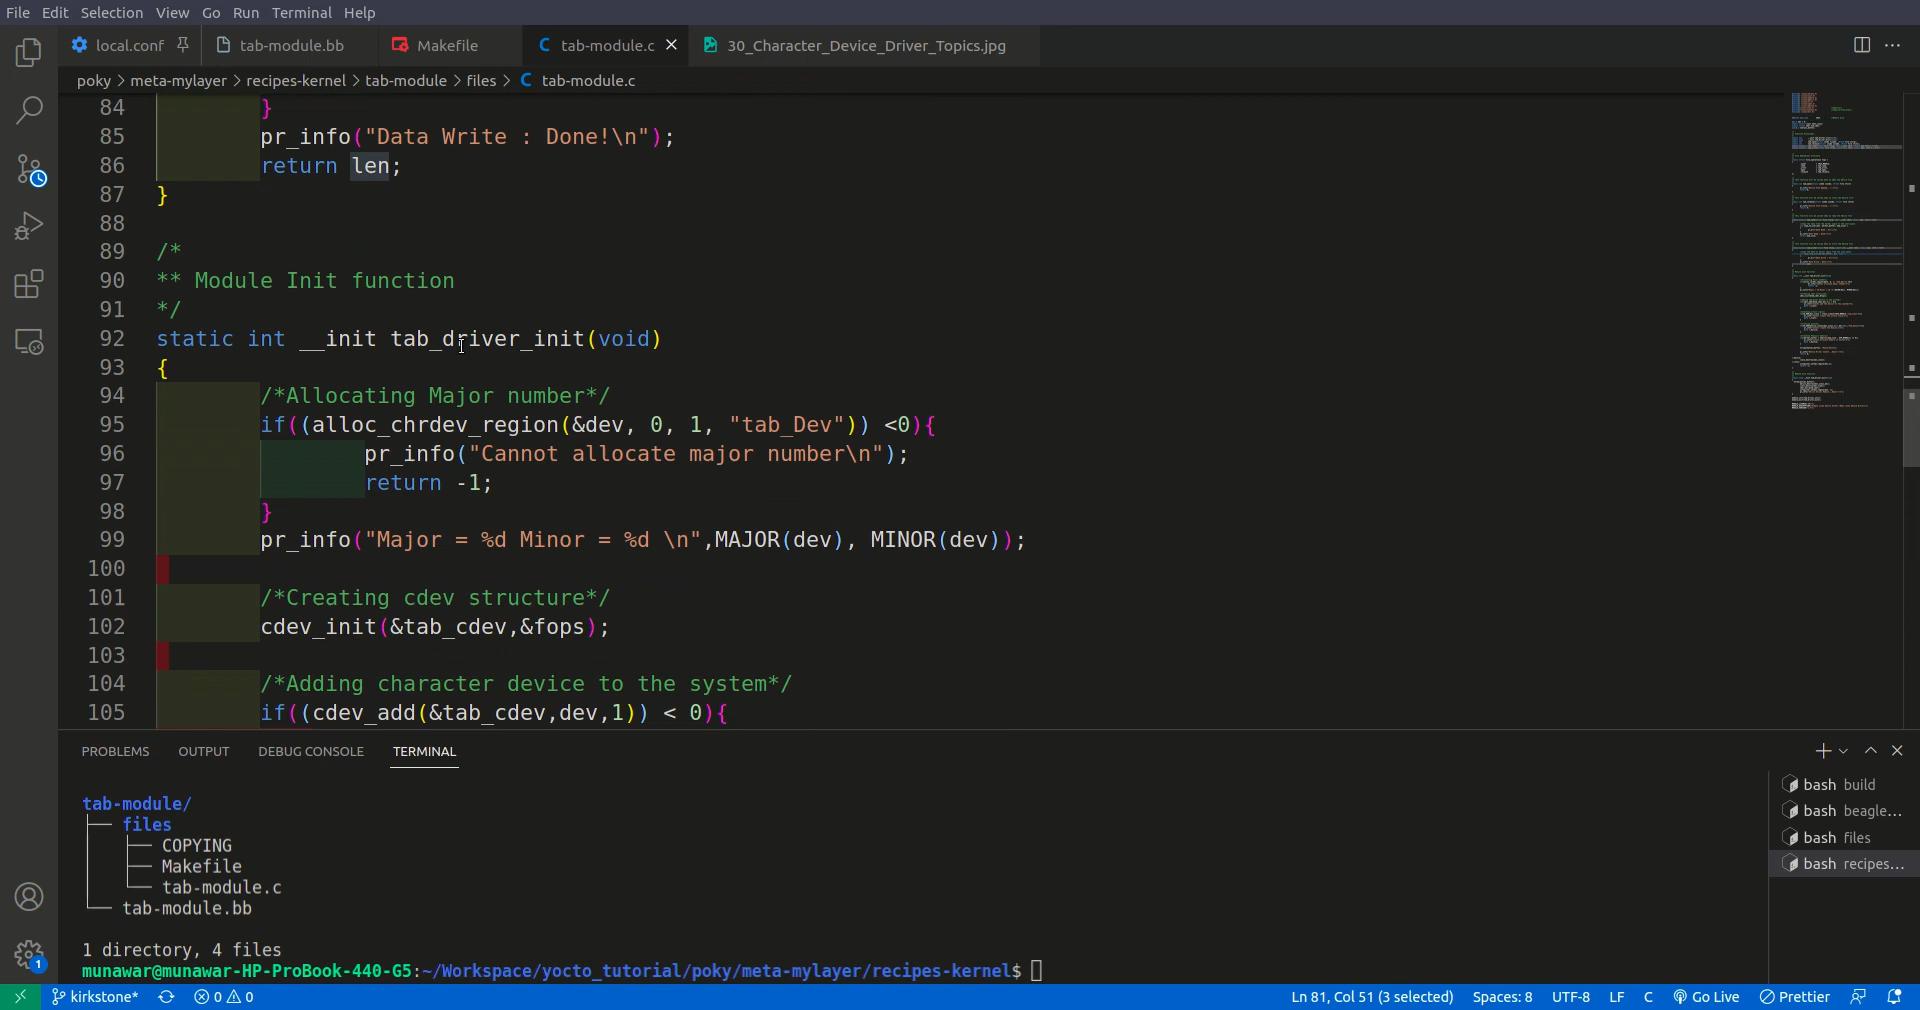 File Edit Selection View Go Run Terminal Help
local.conf tab-module.bb Makefile C tab-module.c 30_Character_Device_Driver_Topics.jpg
poky > meta-mylayer > recipes-kernel > tab-module > files > C tab-module.c
84 }
85 pr_info("Data Write : Done!\n");
86 return len;
87 }
88
89 /*
90 ** Module Init function
91 */
92 static int __init tab_driver_init(void)
93 {
94 /*Allocating Major number*/
95 if((alloc_chrdev_region(&dev, 0, 1, "tab_Dev")) <0){
96 pr_info("Cannot allocate major number\n");
97 return -1;
98 }
99 pr_info("Major = %d Minor = %d \n",MAJOR(dev), MINOR(dev));
100
101 /*Creating cdev structure*/
102 cdev_init(&tab_cdev,&fops);
103
104 /*Adding character device to the system*/
105 if((cdev_add(&tab_cdev,dev,1)) < 0){
PROBLEMS OUTPUT DEBUG CONSOLE TERMINAL
tab-module/
files
COPYING
Makefile
tab-module.c
tab-module.bb
1 directory, 4 files
munawar@munawar-HP-ProBook-440-G5:~/Workspace/yocto_tutorial/poky/meta-mylayer/recipes-kernel$
bash build
bash beagle...
bash files
bash recipes...
1
kirkstone* 0 0 Ln 81, Col 51 (3 selected) Spaces: 8 UTF-8 LF C Go Live Prettier